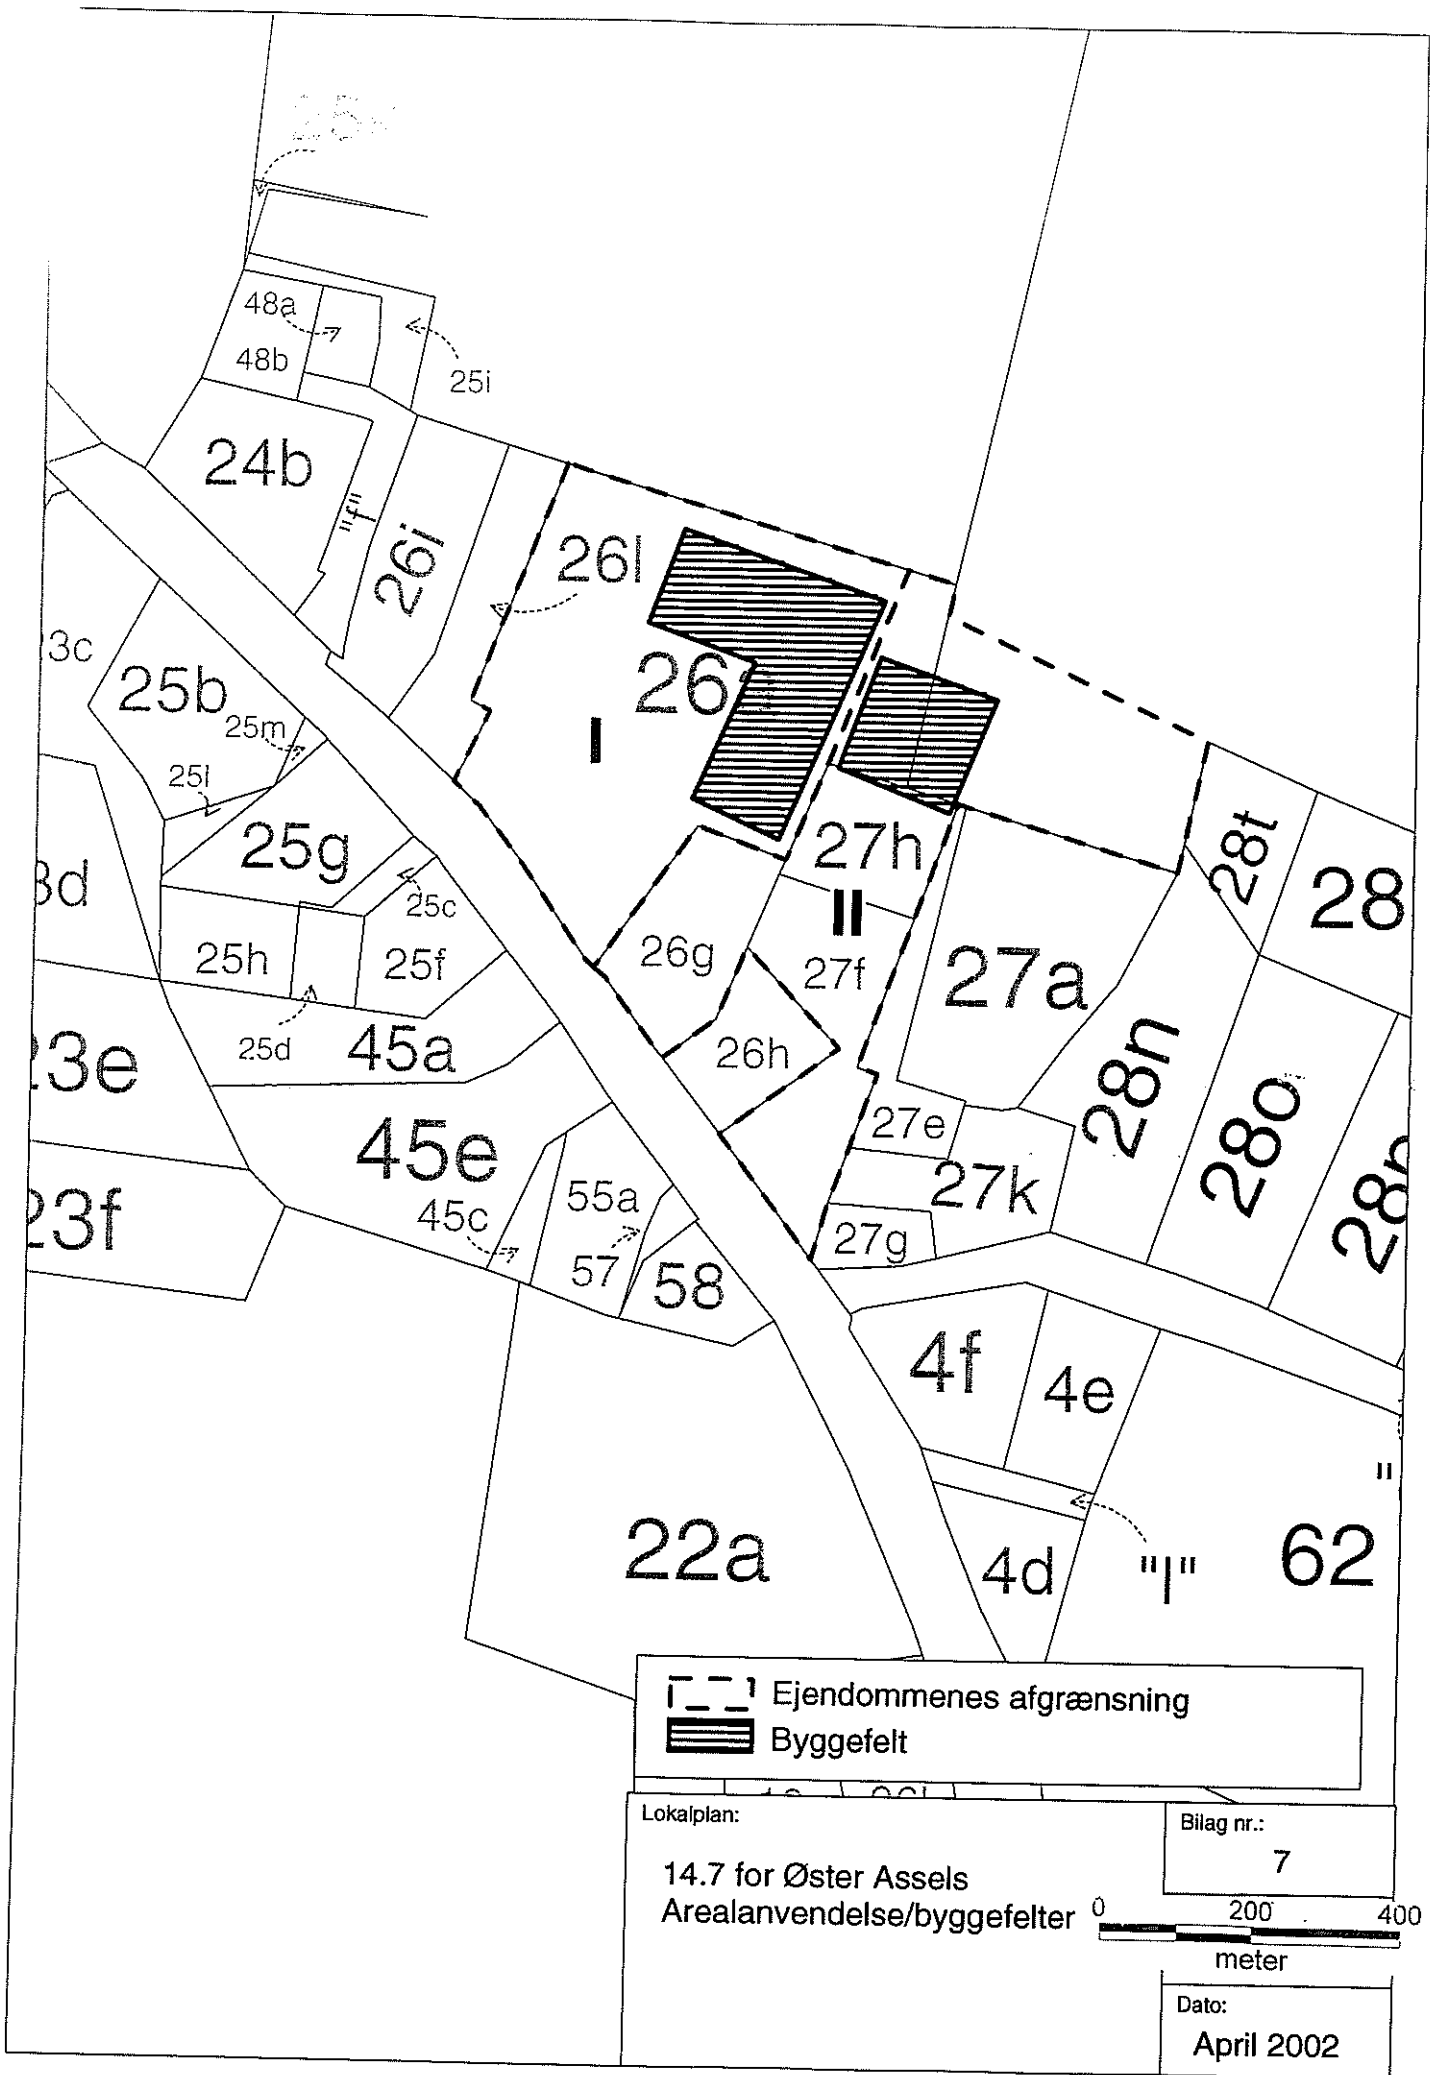 48a
48b
25i
24b
"f"
26i
26l
3c
25b
25m
26
I
25l
25g
27h
28t
28
3d
25c
II
25h
25f
26g
27f
27a
25d
45a
26h
28n
23e
28o
45e
27e
27k
55a
45c
23f
27g
57
58
4f
4e
"
22a
4d
"l"
62
Ejendommenes afgrænsning
Byggefelt
Lokalplan:
14.7 for Øster Assels
Arealanvendelse/byggefelter
Bilag nr.:
7
0 200 400
meter
Dato:
April 2002